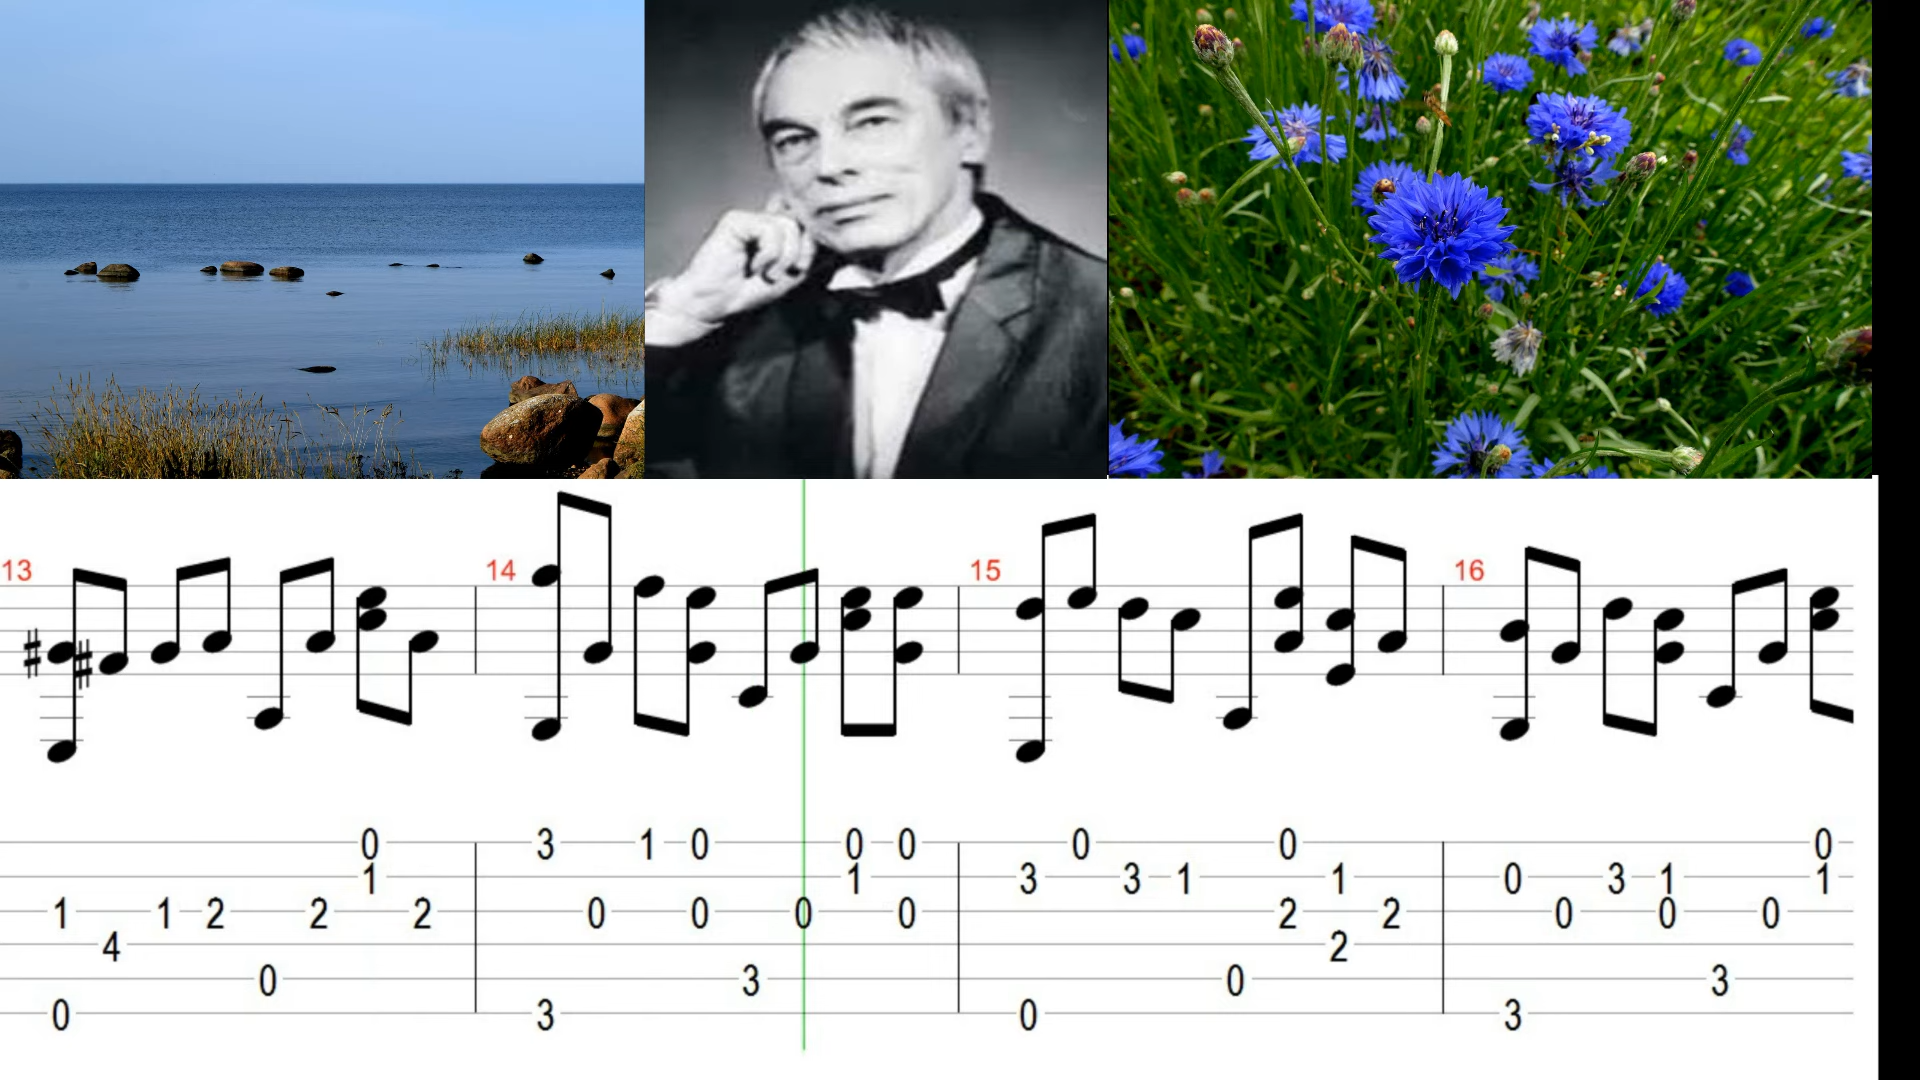 13 14 15 16
0 3 1 0 0 0 0 0 0
1 1 3 3 1 1 0 3 1 1
1 1 2 2 2 0 0 0 0 2 2 0 0 0
4 2
0 3 0 3
0 3 0 3